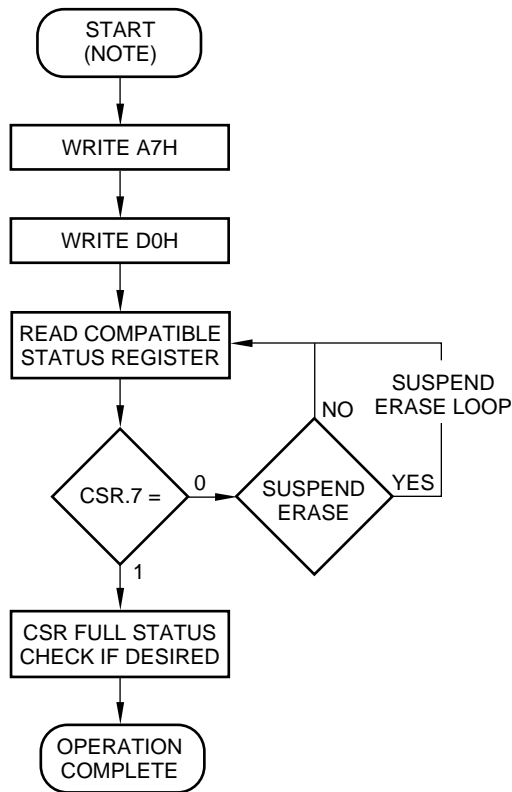 START
(NOTE)
WRITE A7H
WRITE D0H
READ COMPATIBLE
STATUS REGISTER
SUSPEND
ERASE LOOP
NO
CSR.7 =
0
SUSPEND
ERASE
YES
1
CSR FULL STATUS
CHECK IF DESIRED
OPERATION
COMPLETE